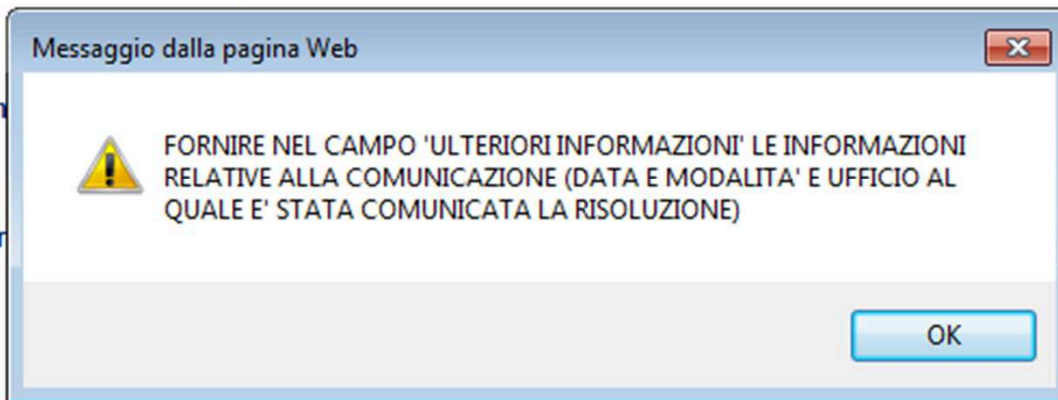 Messaggio dalla pagina Web
FORNIRE NEL CAMPO 'ULTERIORI INFORMAZIONI' LE INFORMAZIONI
RELATIVE ALLA COMUNICAZIONE (DATA E MODALITA' E UFFICIO AL
QUALE E' STATA COMUNICATA LA RISOLUZIONE)
OK